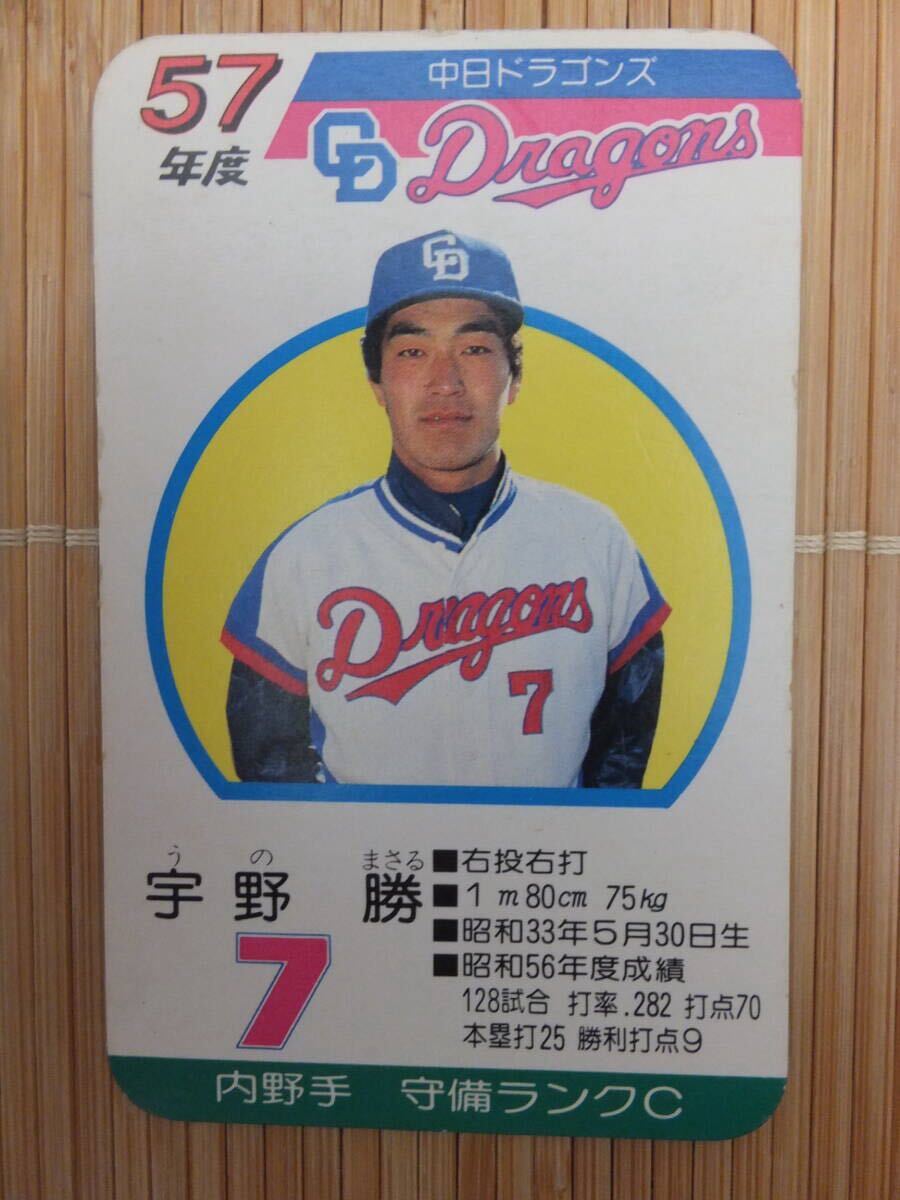 57
年度
中日ドラゴンズ
CD Dragons
CD
Dragons
7
う の まさる
宇野 勝
7
■右投右打
■1m80cm 75kg
■昭和33年5月30日生
■昭和56年度成績
128試合 打率.282 打点70
本塁打25 勝利打点9
内野手 守備ランクC